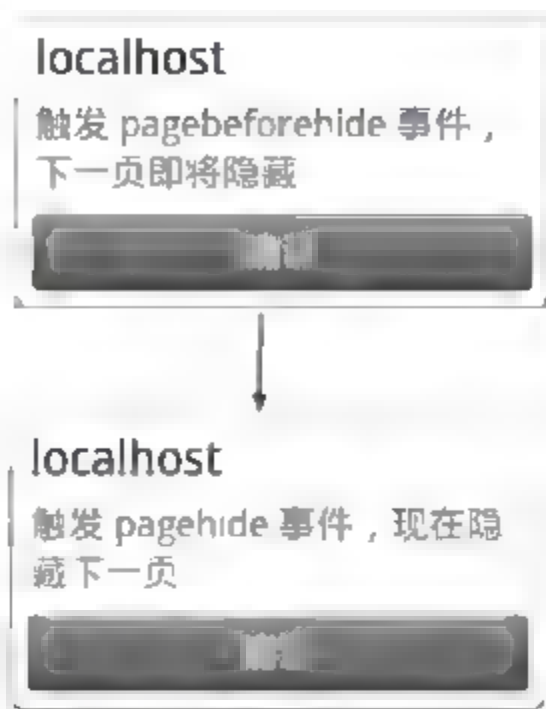 localhost
触发 pagebeforehide 事件，
下一页即将隐藏
localhost
触发 pagehide 事件，现在隐
藏下一页